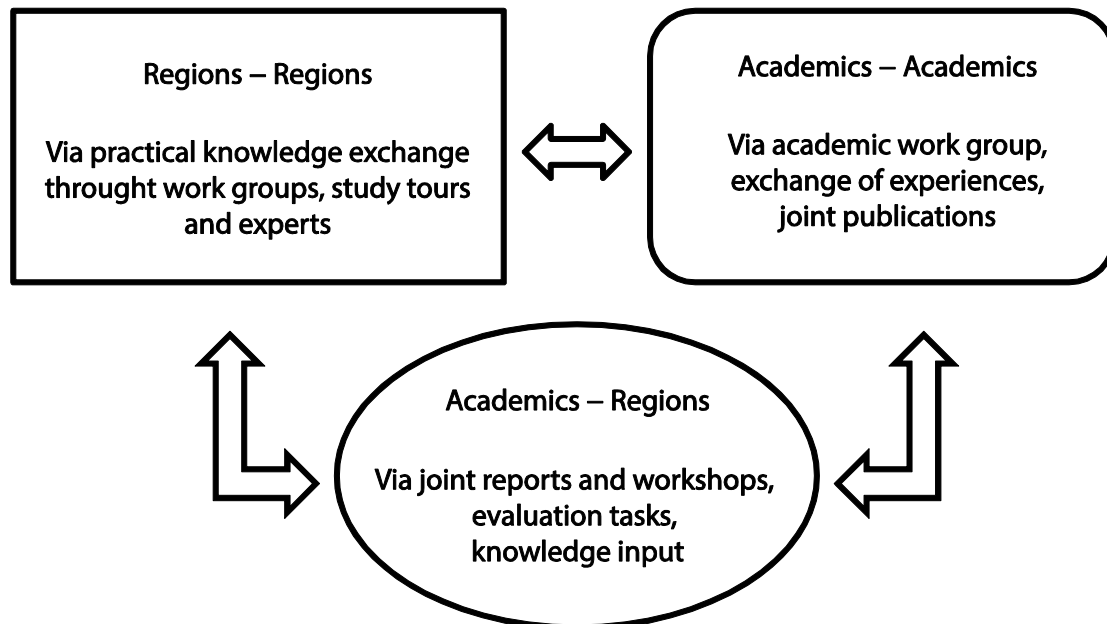 Regions – Regions
Via practical knowledge exchange
throught work groups, study tours
and experts
Academics – Academics
Via academic work group,
exchange of experiences,
joint publications
Academics – Regions
Via joint reports and workshops,
evaluation tasks,
knowledge input